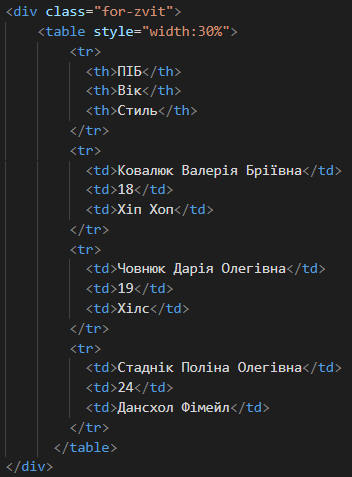 <div class="for-zvit">
<table style="width:30%">
<tr>
<th>ПІБ</th>
<th>Вік</th>
<th>Стиль</th>
</tr>
<tr>
<td>Ковалюк Валерія Бріївна</td>
<td>18</td>
<td>Хіп Хоп</td>
</tr>
<tr>
<td>Човнюк Дарія Олегівна</td>
<td>19</td>
<td>Хілс</td>
</tr>
<tr>
<td>Стаднік Поліна Олегівна</td>
<td>24</td>
<td>Дансхол Фімейл</td>
</tr>
</table>
</div>